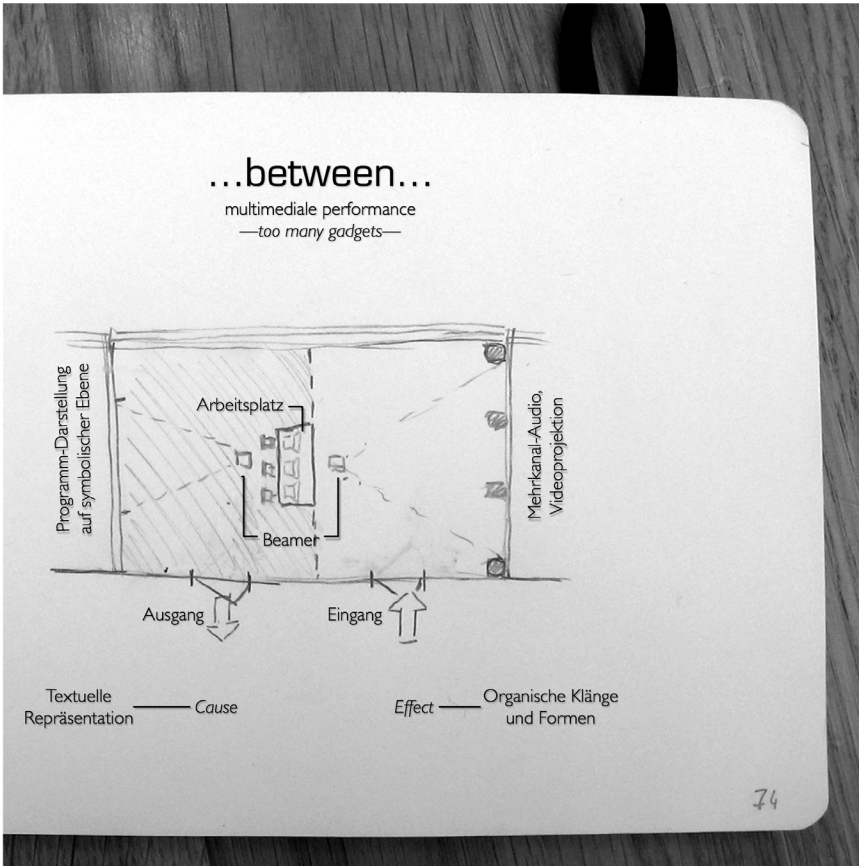 ...between...
multimediale performance
—too many gadgets—
Programm-Darstellung
auf symbolischer Ebene
Arbeitsplatz
Mehrkanal-Audio,
Videoprojektion
Beamer
Ausgang
Eingang
Textuelle
Repräsentation
Cause
Effect
Organische Klänge
und Formen
74